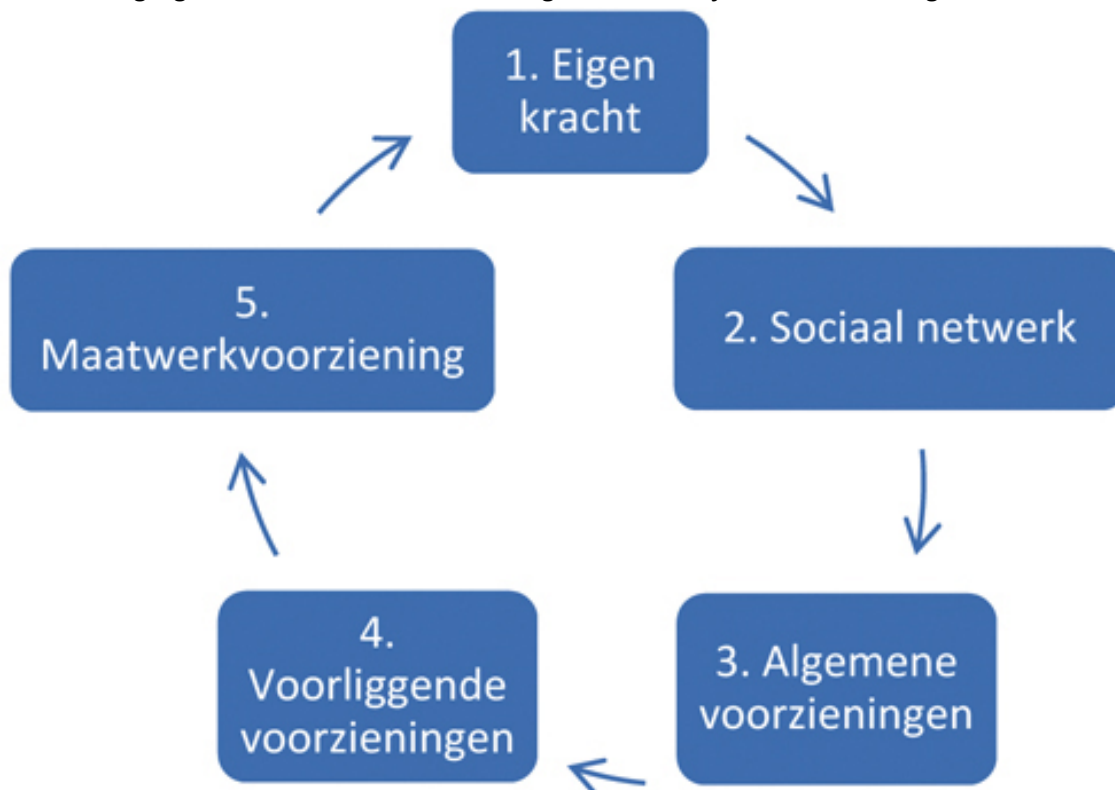 1. Eigen
kracht
2. Sociaal netwerk
3. Algemene
voorzieningen
4.
Voorliggende
voorzieningen
5.
Maatwerkvoorziening